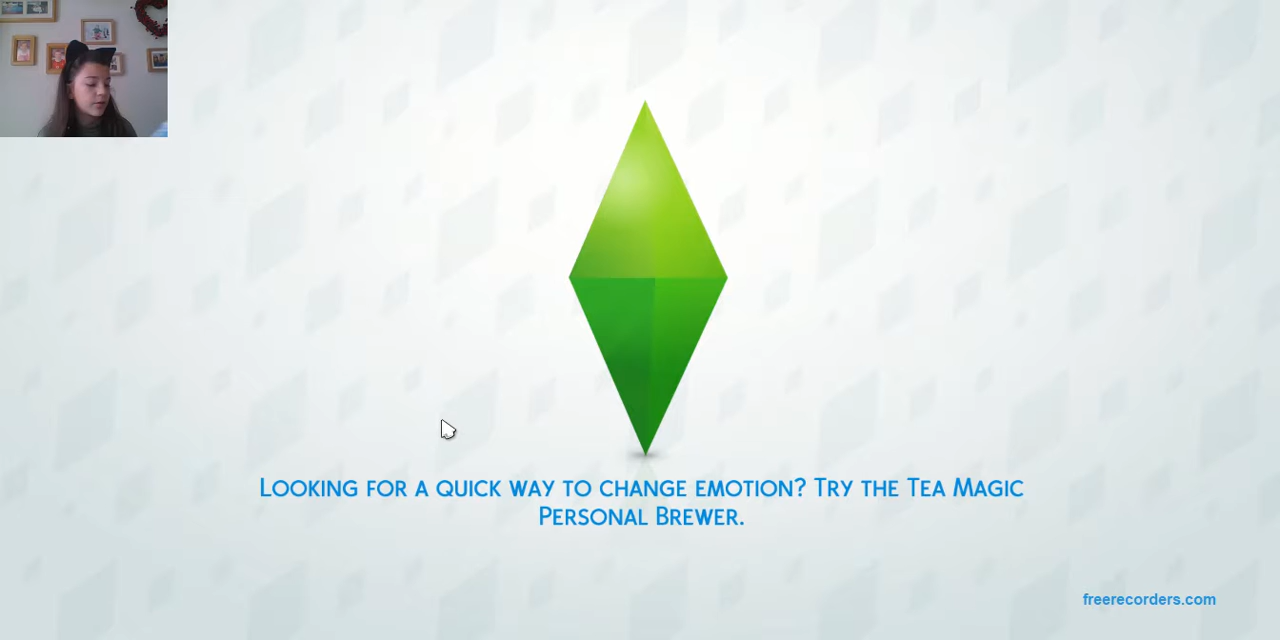 Looking for a quick way to change emotion? Try the Tea Magic
Personal Brewer.
freerecorders.com